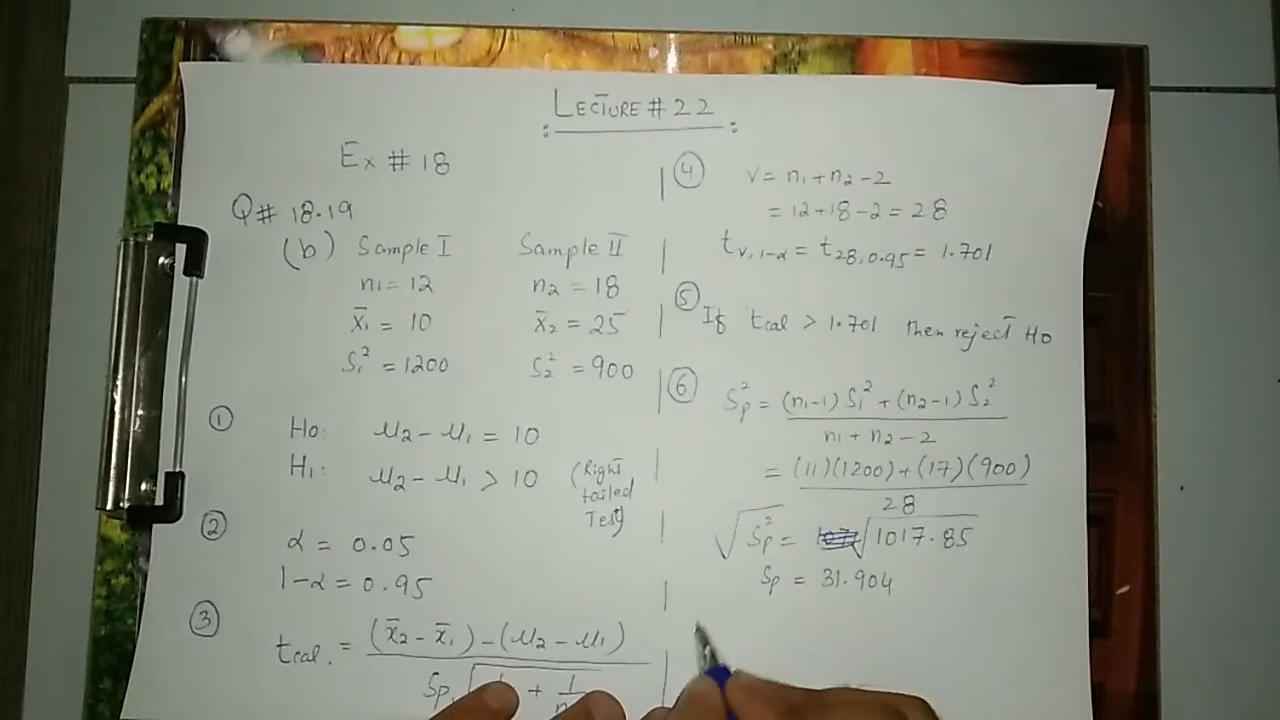 LECTURE # 22
Ex # 18
Q# 18.19
(b) Sample I Sample II
n₁ = 12 n₂ = 18
x̄₁ = 10 x̄₂ = 25
S₁² = 1200 S₂² = 900
① H₀: μ₂ - μ₁ = 10
H₁: μ₂ - μ₁ > 10 (Right
tailed
Test)
② α = 0.05
1-α = 0.95
③ tcal. = (x̄₂ - x̄₁) - (μ₂ - μ₁)
Sp √ + 1
④ v = n₁ + n₂ - 2
= 12 + 18 - 2 = 28
tv, 1-α = t28, 0.95 = 1.701
⑤ If tcal > 1.701 then reject H₀
⑥ Sp² = (n₁-1) S₁² + (n₂-1) S₂²
n₁ + n₂ - 2
= (11)(1200) + (17)(900)
28
√Sp² = √1017.85
Sp = 31.904